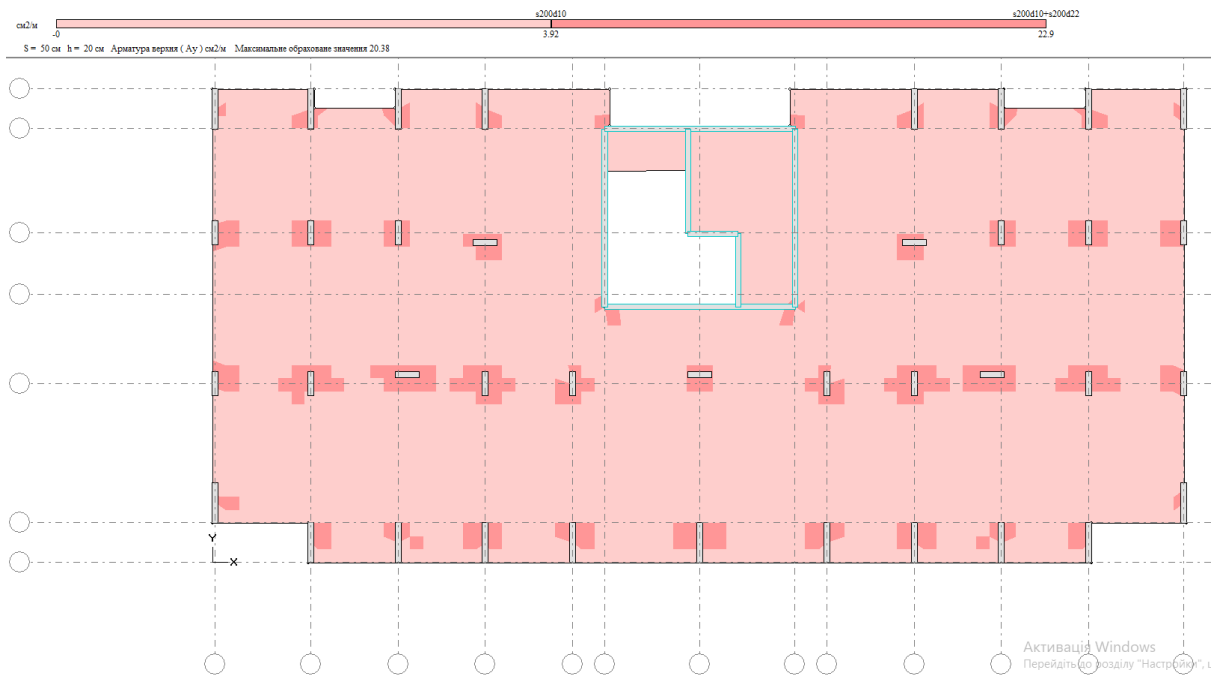 s200d10 s200d10+s200d22
см2/м
-0 3.92 22.9
S = 50 см h = 20 см Арматура верхня ( Ау ) см2/м Максимальне обраховане значення 20.38
Y
X
Активація Windows
Перейдіть до розділу "Настройки", щ